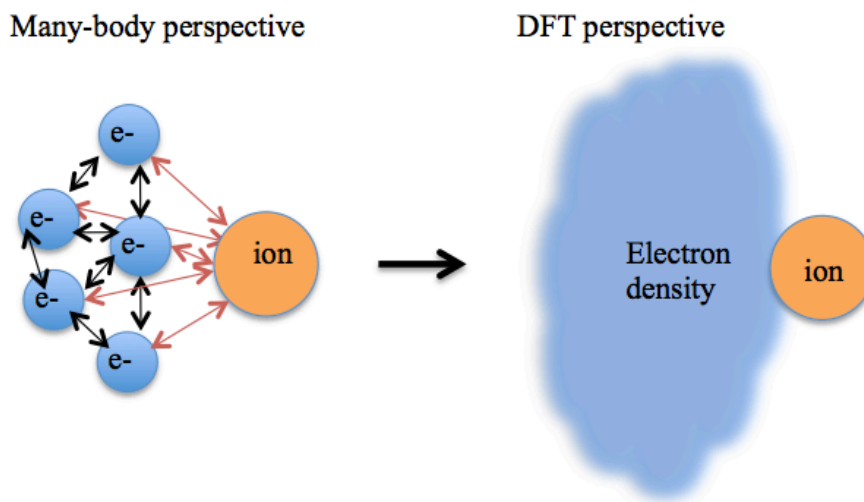 Many-body perspective
DFT perspective
e-
e-
e-
e-
e-
ion
Electron
density
ion